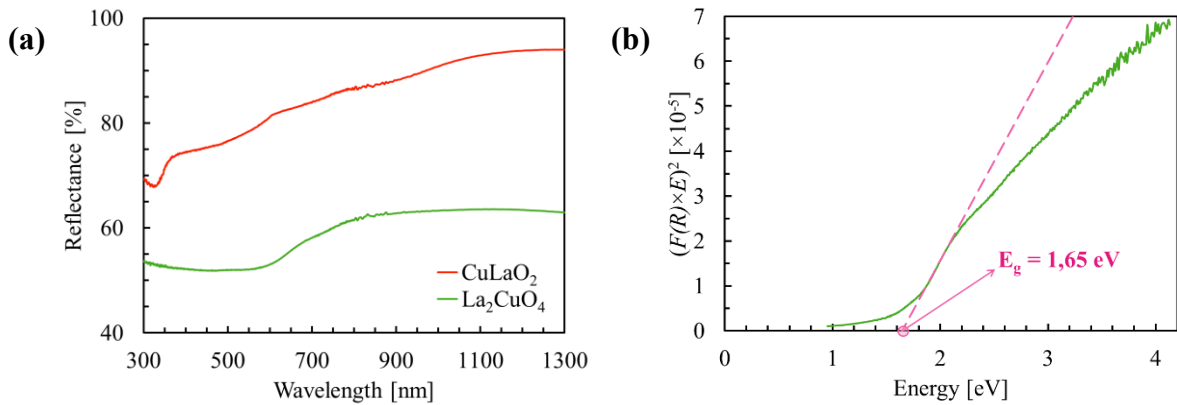 (a)
100
80
60
40
Reflectance [%]
CuLaO₂
La₂CuO₄
300 500 700 900 1100 1300
Wavelength [nm]
(b)
7
6
5
4
3
2
1
0
(F(R)×E)² [×10⁻⁵]
E_g = 1,65 eV
0 1 2 3 4
Energy [eV]